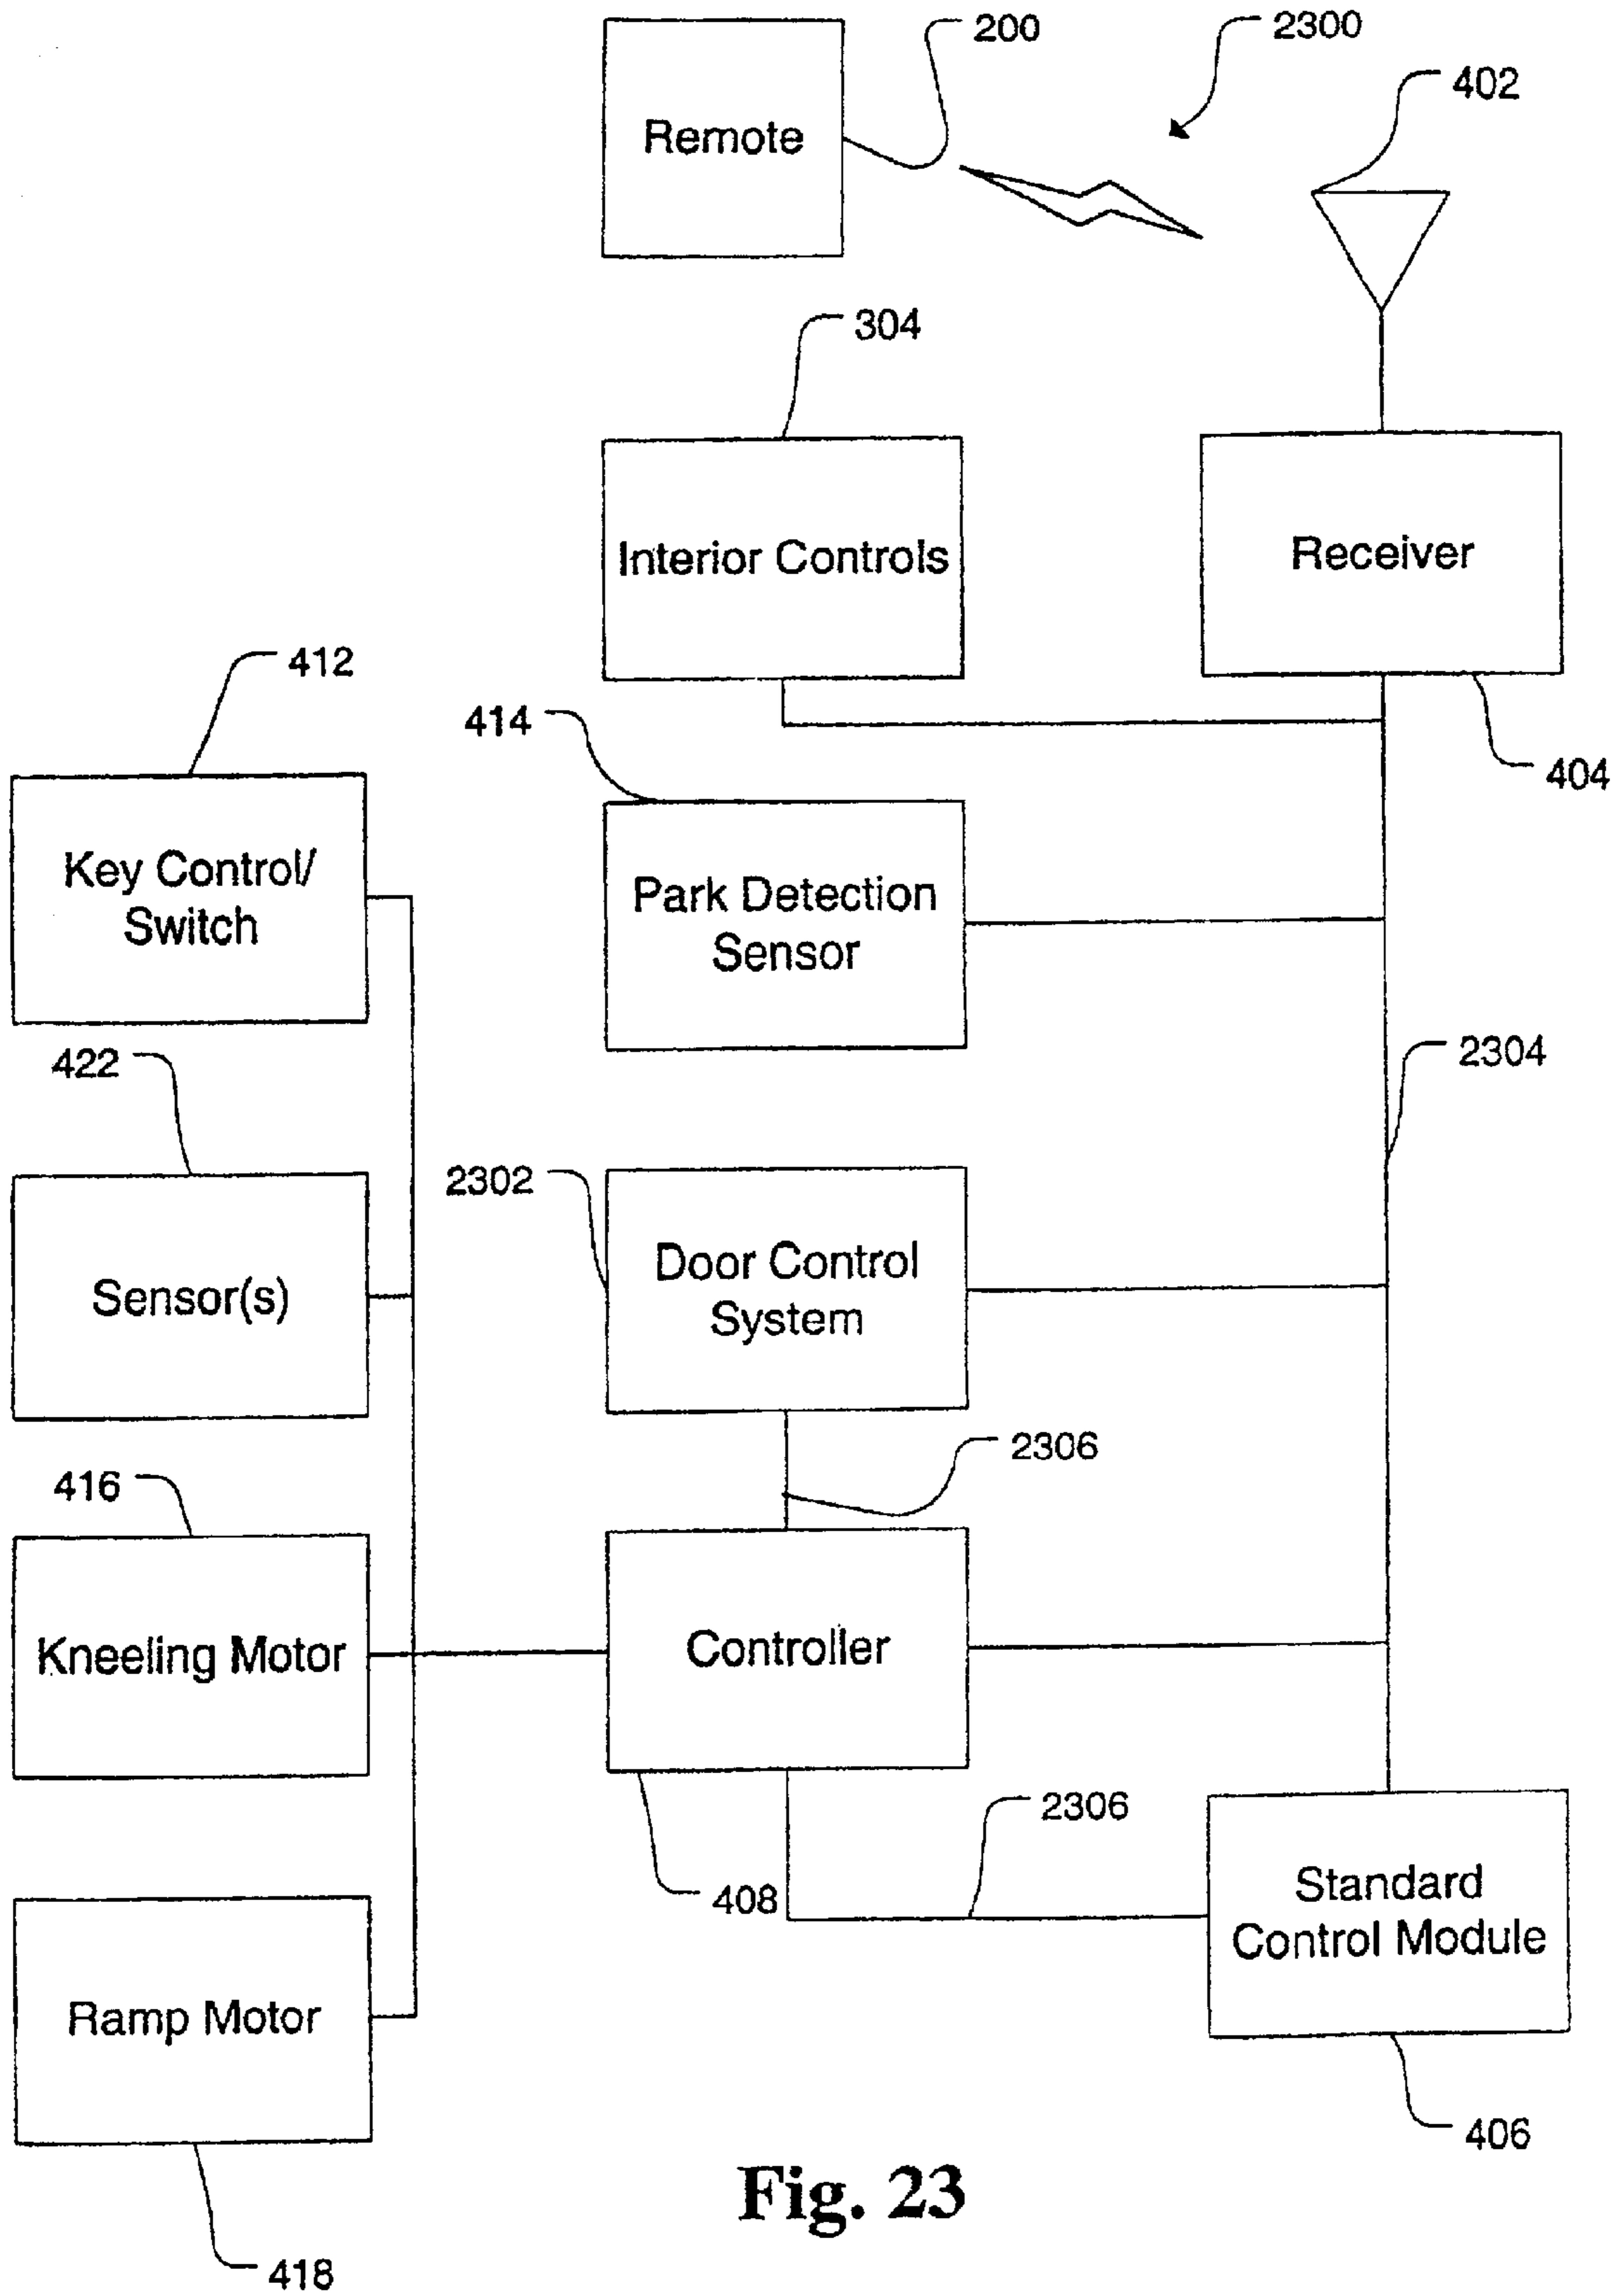 200
2300
402
Remote
304
Interior Controls
Receiver
412
414
404
Key Control/
Switch
Park Detection
Sensor
422
2304
2302
Sensor(s)
Door Control
System
416
2306
Kneeling Motor
Controller
2306
408
Standard
Control Module
Ramp Motor
406
418
Fig. 23